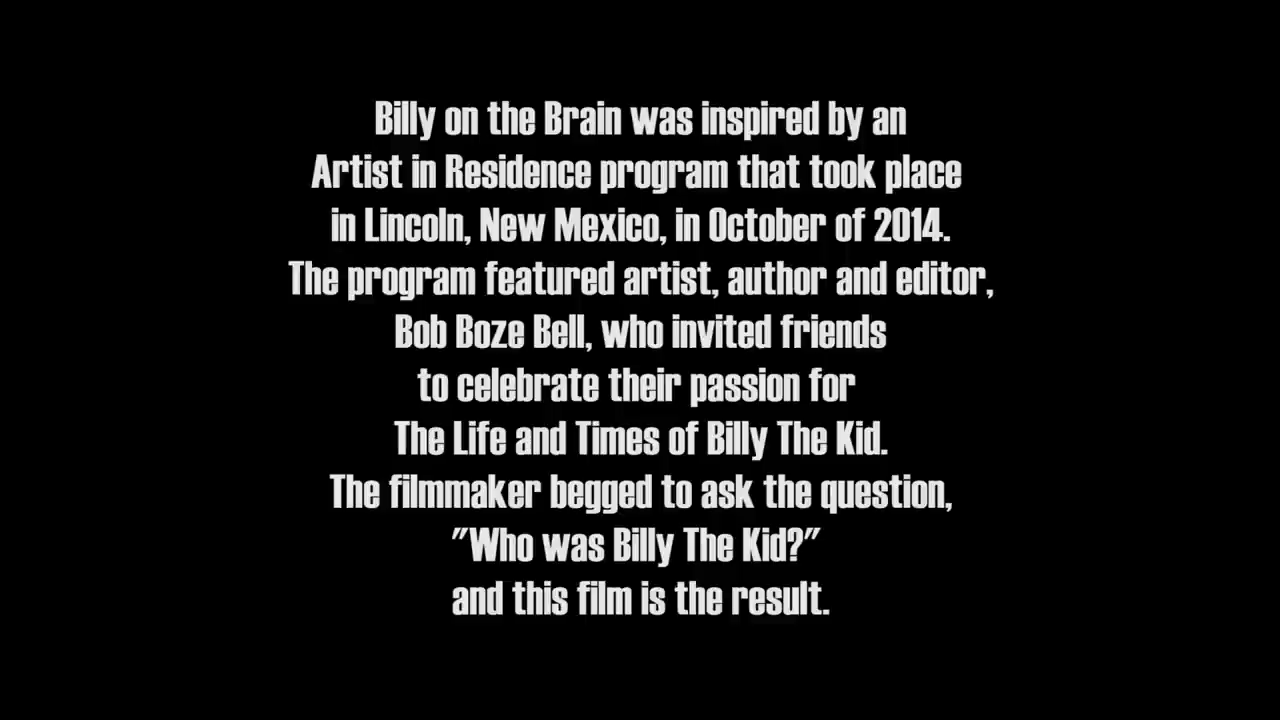 Billy on the Brain was inspired by an
Artist in Residence program that took place
in Lincoln, New Mexico, in October of 2014.
The program featured artist, author and editor,
Bob Boze Bell, who invited friends
to celebrate their passion for
The Life and Times of Billy The Kid.
The filmmaker begged to ask the question,
"Who was Billy The Kid?"
and this film is the result.